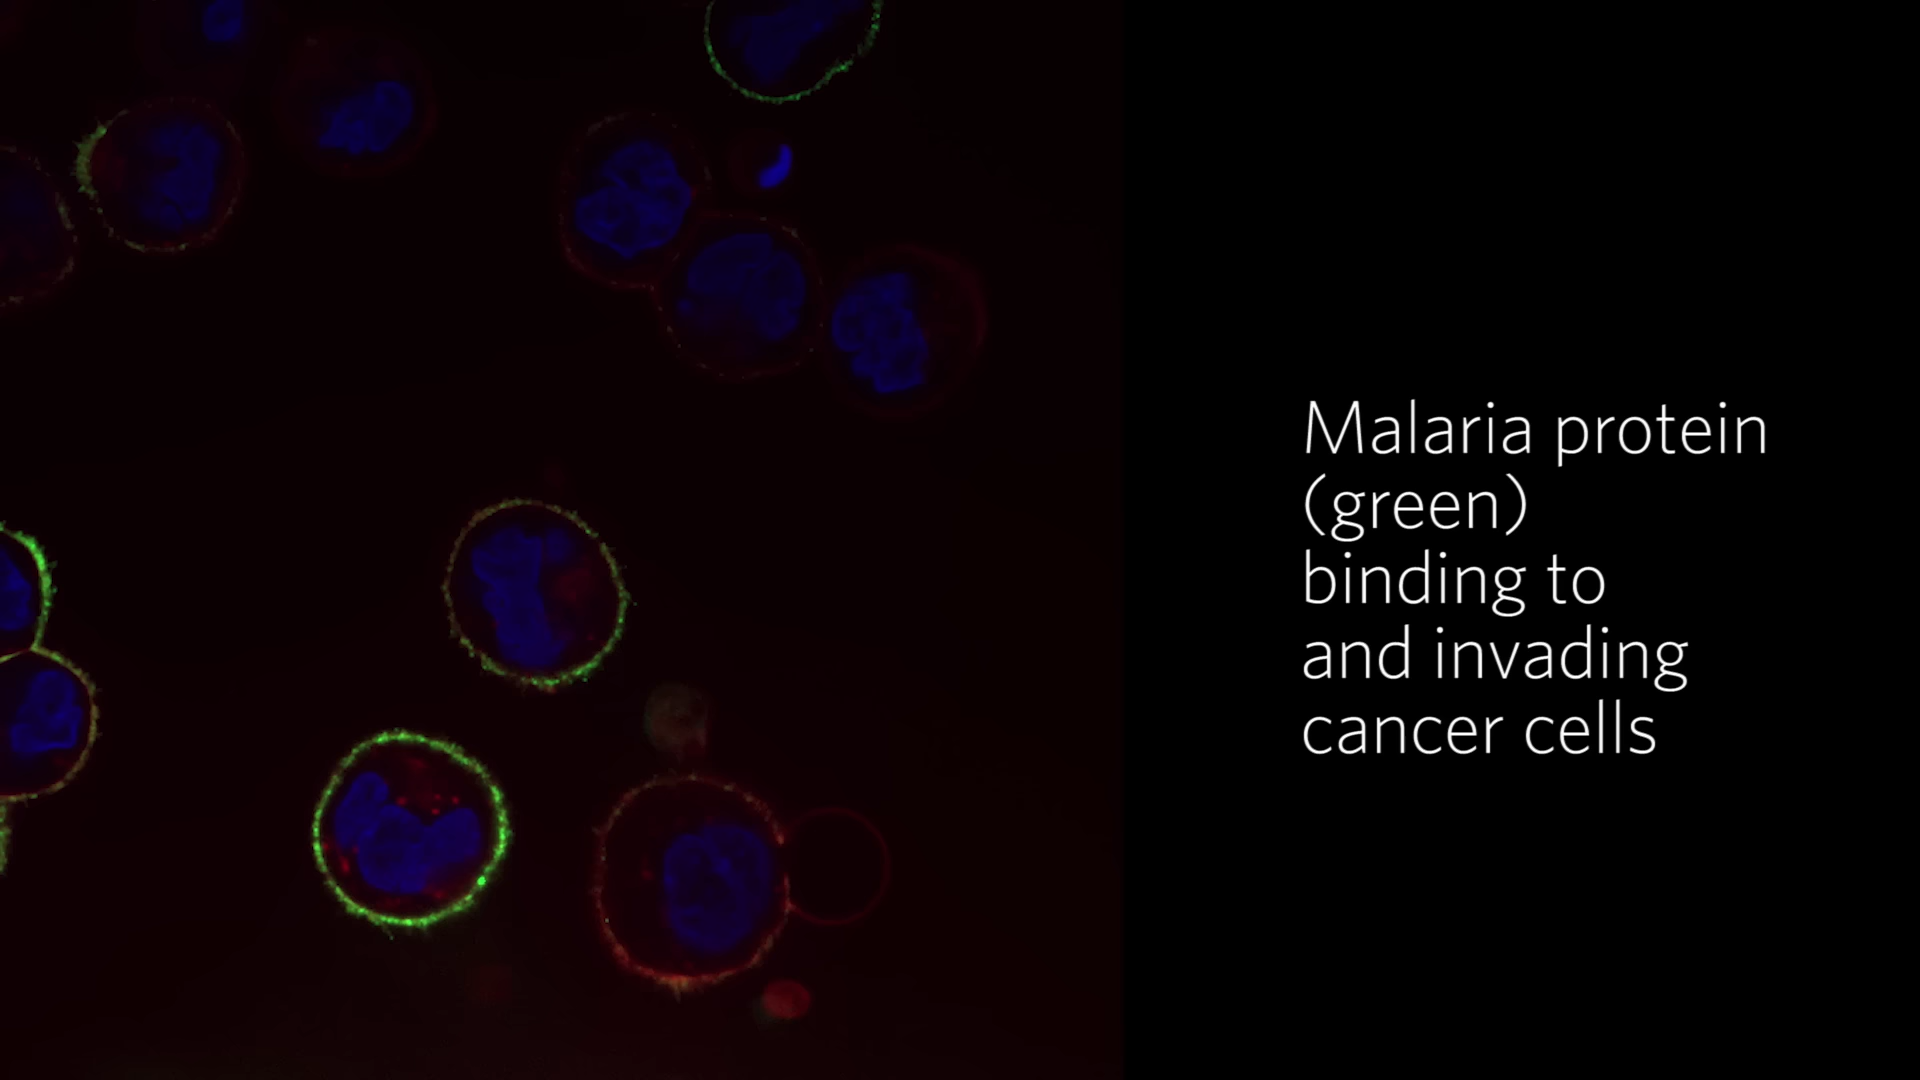 Malaria protein
(green)
binding to
and invading
cancer cells